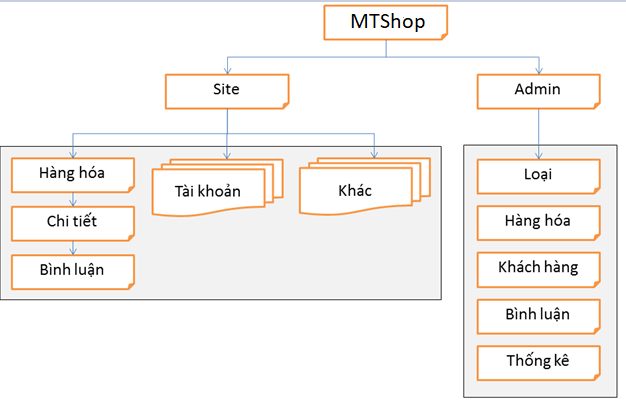 MTShop
Site
Admin
Hàng hóa
Chi tiết
Bình luận
Tài khoản
Khác
Loại
Hàng hóa
Khách hàng
Bình luận
Thống kê